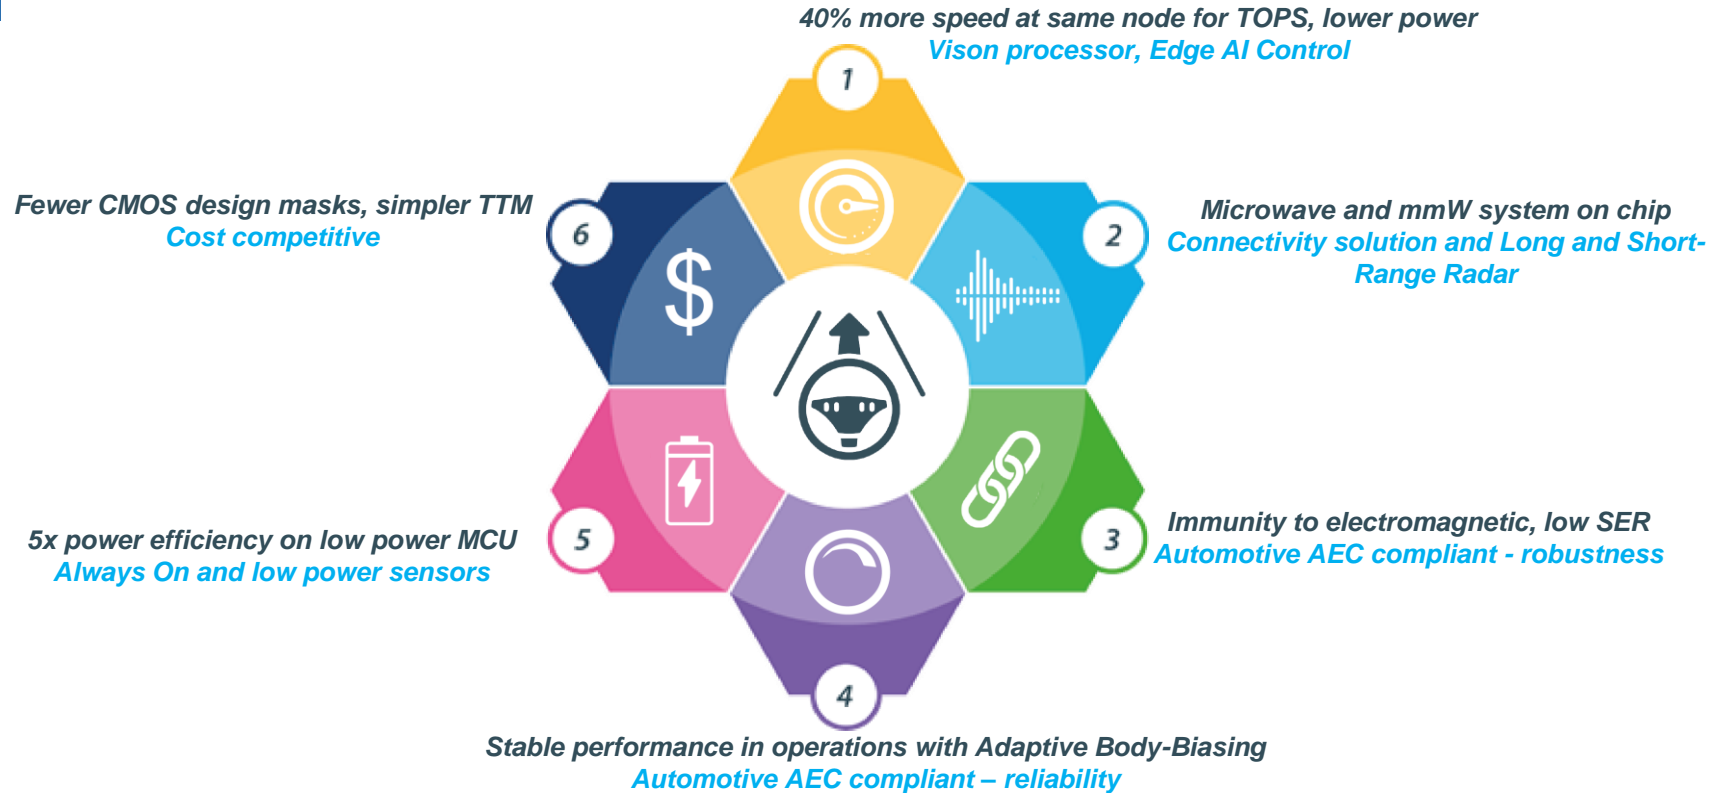 40% more speed at same node for TOPS, lower power
Vison processor, Edge AI Control
1
2
Microwave and mmW system on chip
Connectivity solution and Long and Short-
Range Radar
3
Immunity to electromagnetic, low SER
Automotive AEC compliant - robustness
4
Stable performance in operations with Adaptive Body-Biasing
Automotive AEC compliant – reliability
5
5x power efficiency on low power MCU
Always On and low power sensors
6
Fewer CMOS design masks, simpler TTM
Cost competitive
$